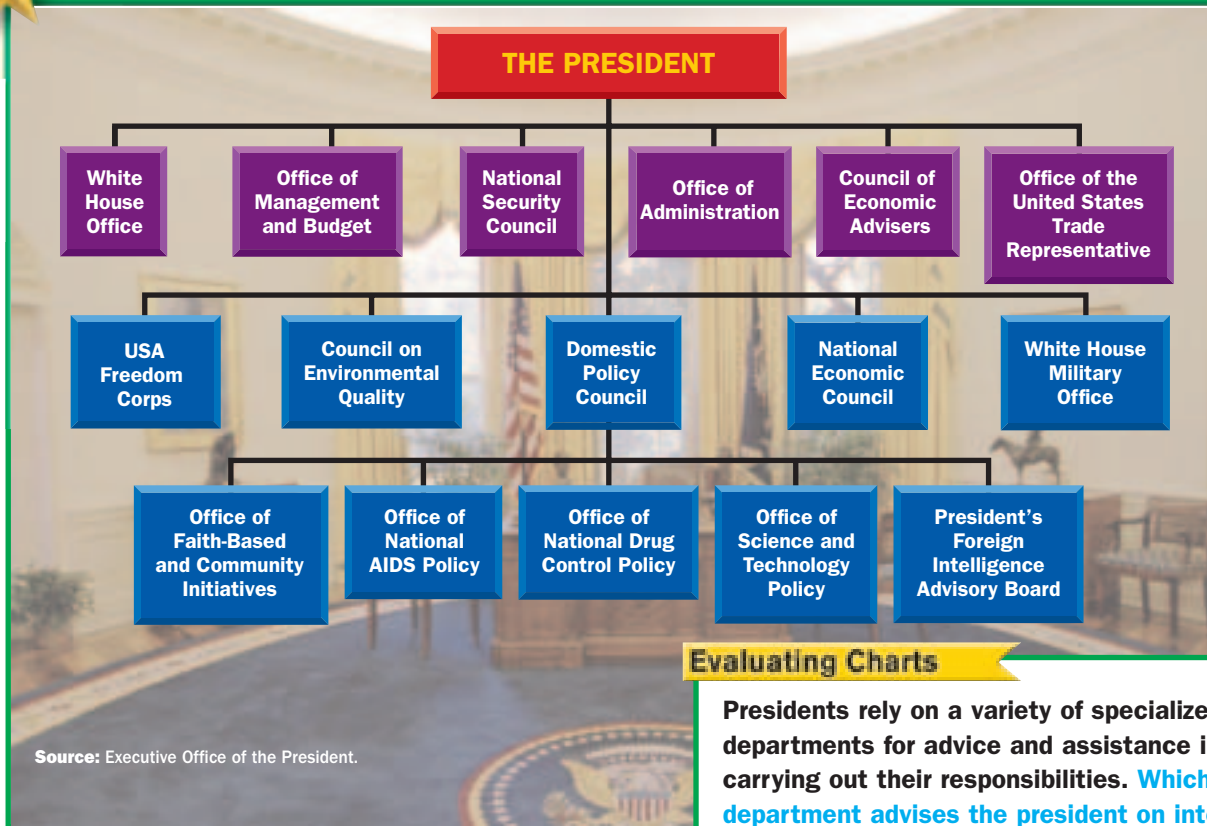 THE PRESIDENT
White
House
Office
Office of
Management
and Budget
National
Security
Council
Office of
Administration
Council of
Economic
Advisers
Office of the
United States
Trade
Representative
USA
Freedom
Corps
Council on
Environmental
Quality
Domestic
Policy
Council
National
Economic
Council
White House
Military
Office
Office of
Faith-Based
and Community
Initiatives
Office of
National
AIDS Policy
Office of
National Drug
Control Policy
Office of
Science and
Technology
Policy
President's
Foreign
Intelligence
Advisory Board
Source: Executive Office of the President.
Evaluating Charts
Presidents rely on a variety of
departments for advice and assistance
carrying out their responsibilities. Which
department advises the president on